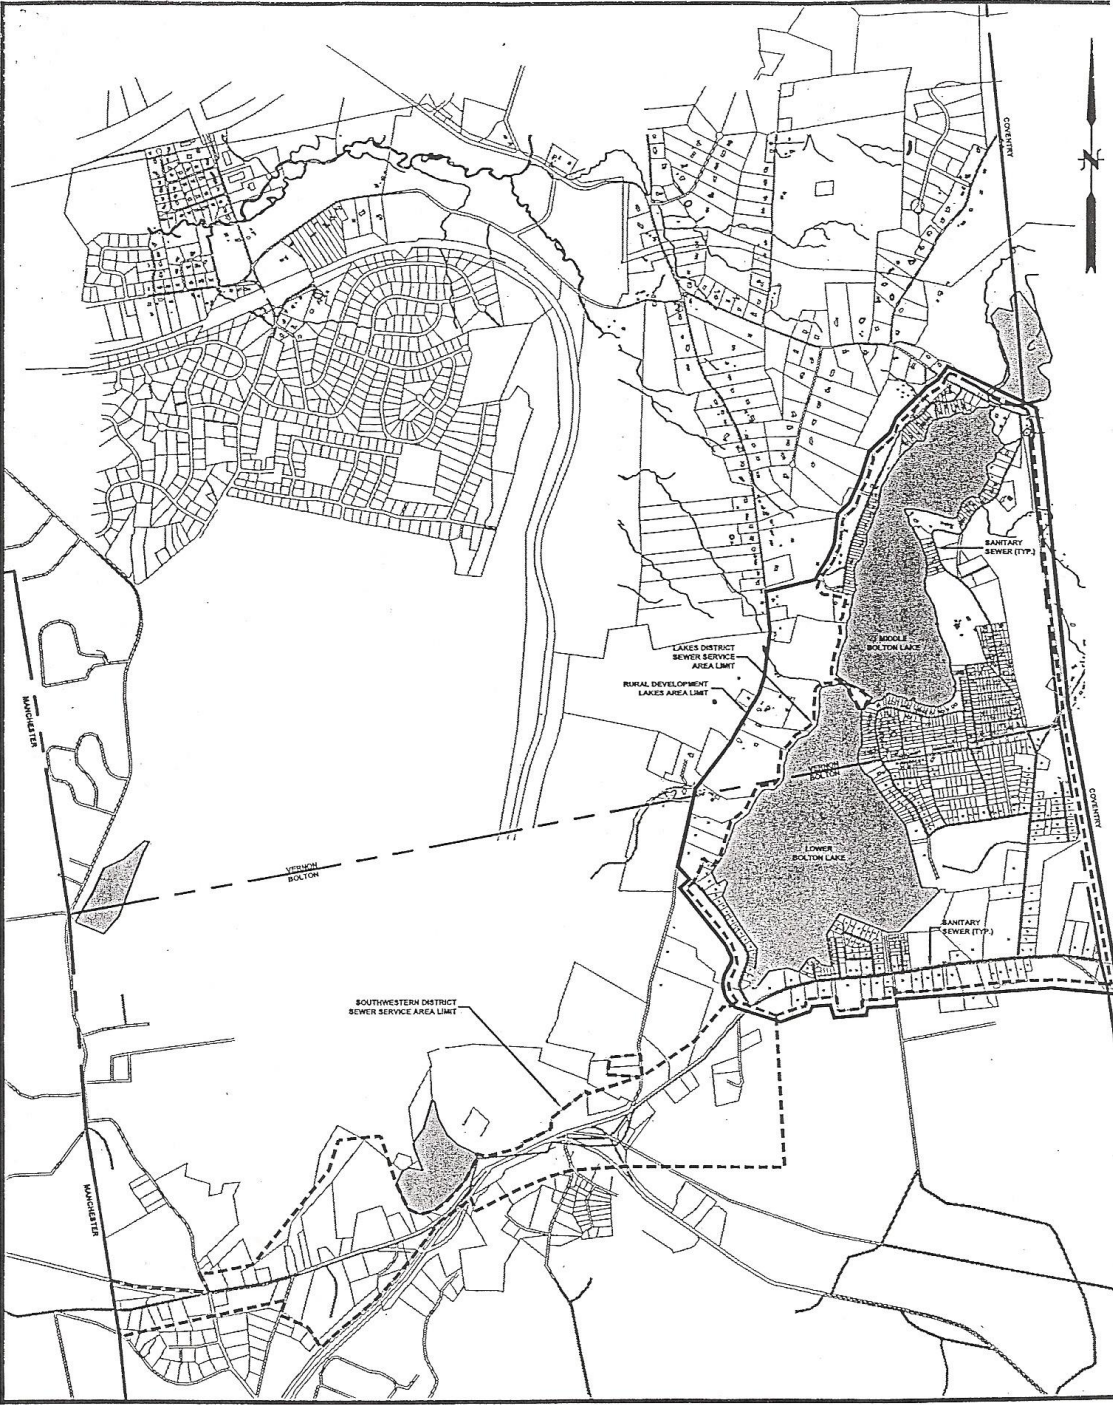 COVENTRY
N
SANITARY
SEWER (TYP.)
MIDDLE
BOLTON LAKE
LAKES DISTRICT
SEWER SERVICE
AREA LIMIT
RURAL DEVELOPMENT
LAKES AREA LIMIT
MANCHESTER
VERNON
BOLTON
COVENTRY
LOWER
BOLTON LAKE
VERNON
BOLTON
SANITARY
SEWER (TYP.)
SOUTHWESTERN DISTRICT
SEWER SERVICE AREA LIMIT
MANCHESTER